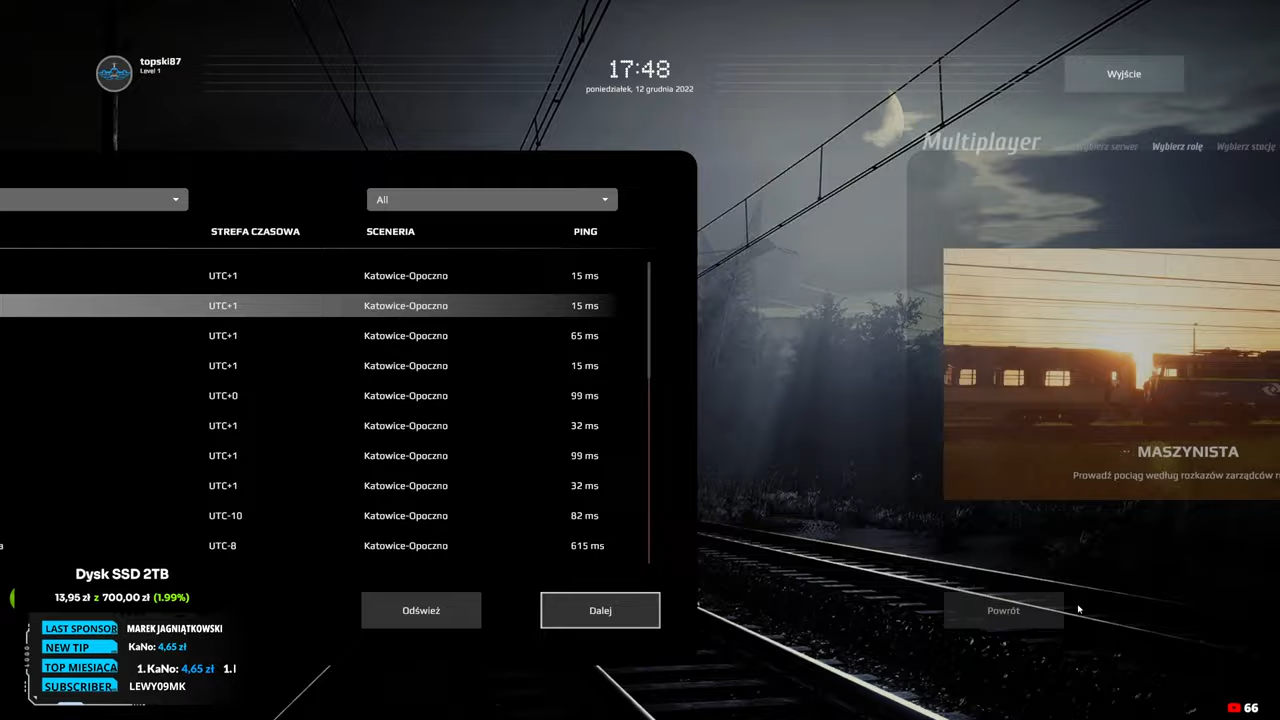 topski87
Level 1
17:48
poniedziałek, 12 grudnia 2022
Wyjście
Multiplayer
Wybierz serwer Wybierz rolę Wybierz stację
All
STREFA CZASOWA SCENERIA PING
UTC+1 Katowice-Opoczno 15 ms
UTC+1 Katowice-Opoczno 15 ms
UTC+1 Katowice-Opoczno 65 ms
UTC+1 Katowice-Opoczno 15 ms
UTC+0 Katowice-Opoczno 99 ms
UTC+1 Katowice-Opoczno 32 ms
UTC+1 Katowice-Opoczno 99 ms
UTC+1 Katowice-Opoczno 32 ms
UTC-10 Katowice-Opoczno 82 ms
a UTC-8 Katowice-Opoczno 615 ms
MASZYNISTA
Prowadź pociąg według rozkazów zarządców
Odśwież
Dalej
Powrót
Dysk SSD 2TB
13,95 zł z 700,00 zł (1.99%)
LAST SPONSOR MAREK JAGNIĄTKOWSKI
NEW TIP KaNo: 4,65 zł
TOP MIESIĄCA 1.KaNo: 4,65 zł 1.
SUBSCRIBER LEWY09MK
66